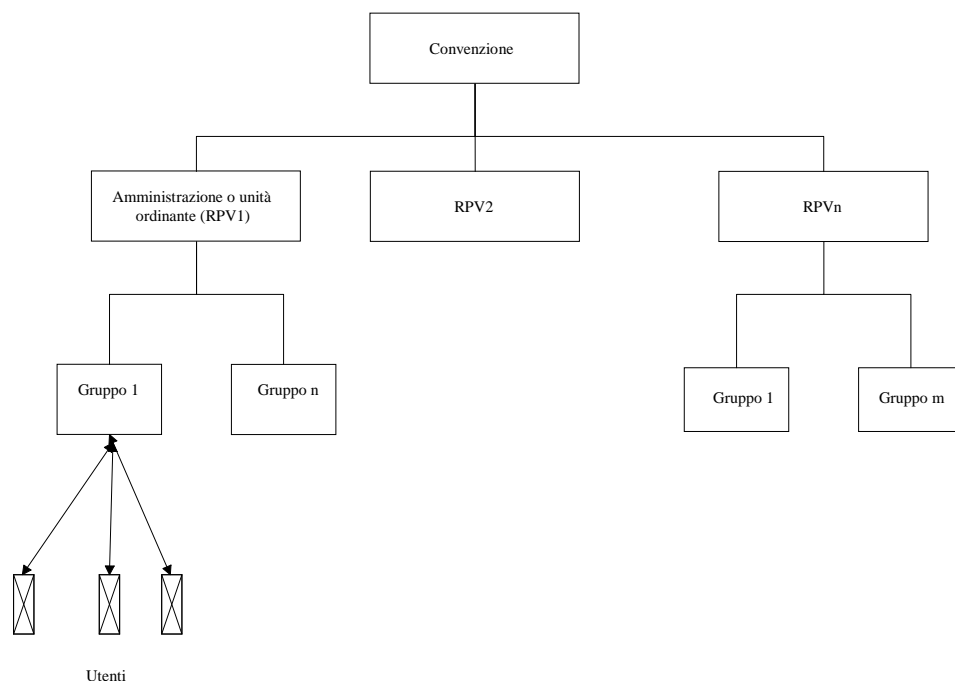 Convenzione
Amministrazione o unità
ordinante (RPV1)
RPV2
RPVn
Gruppo 1
Gruppo n
Gruppo 1
Gruppo m
Utenti